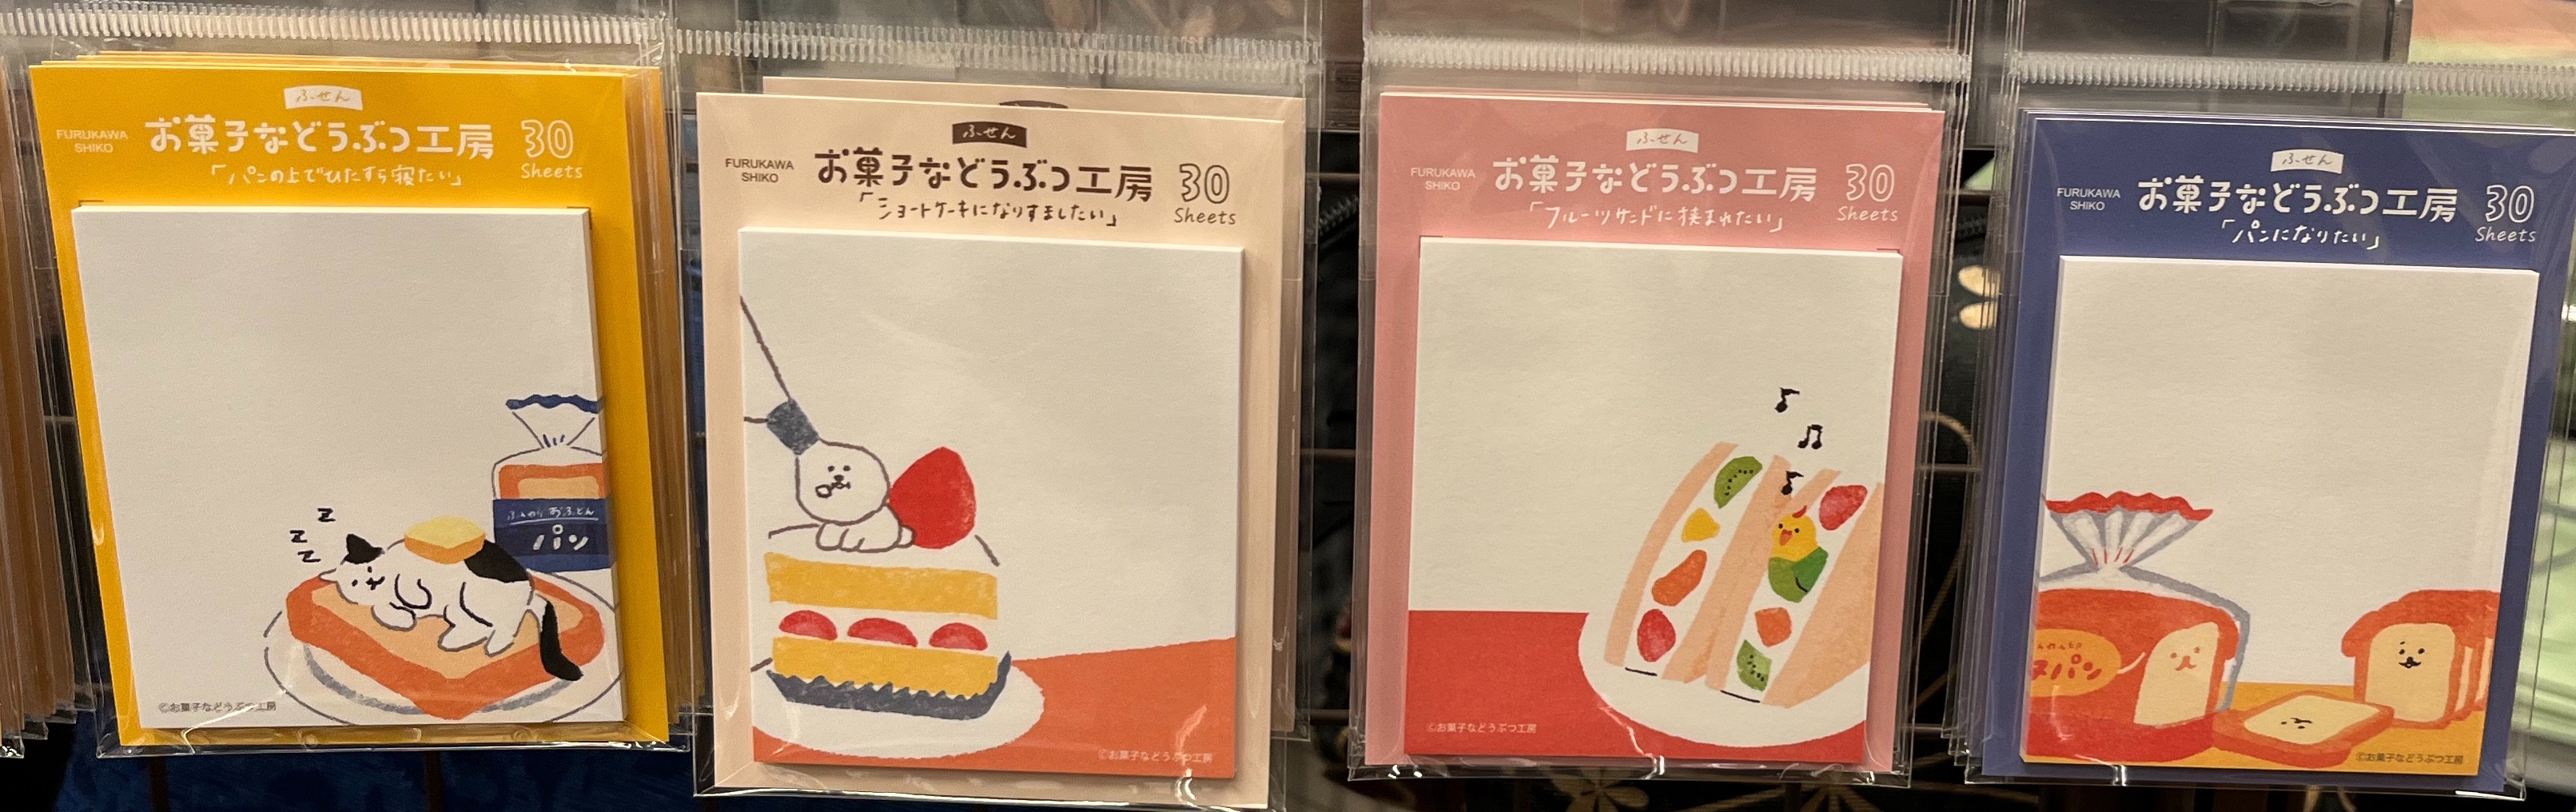 ふせん
FURUKAWA
SHIKO
お菓子などうぶつ工房
30
Sheets
「パンの上でひたすら寝たい」
z
z
z
ふんわりおふとん
パン
©お菓子などうぶつ工房
ふせん
FURUKAWA
SHIKO
お菓子などうぶつ工房
30
Sheets
「ショートケーキになりすましたい」
©お菓子などうぶつ工房
ふせん
FURUKAWA
SHIKO
お菓子などうぶつ工房
30
Sheets
「フルーツサンドに挟まれたい」
©お菓子などうぶつ工房
ふせん
FURUKAWA
SHIKO
お菓子などうぶつ工房
30
Sheets
「パンになりたい」
パン
©お菓子などうぶつ工房